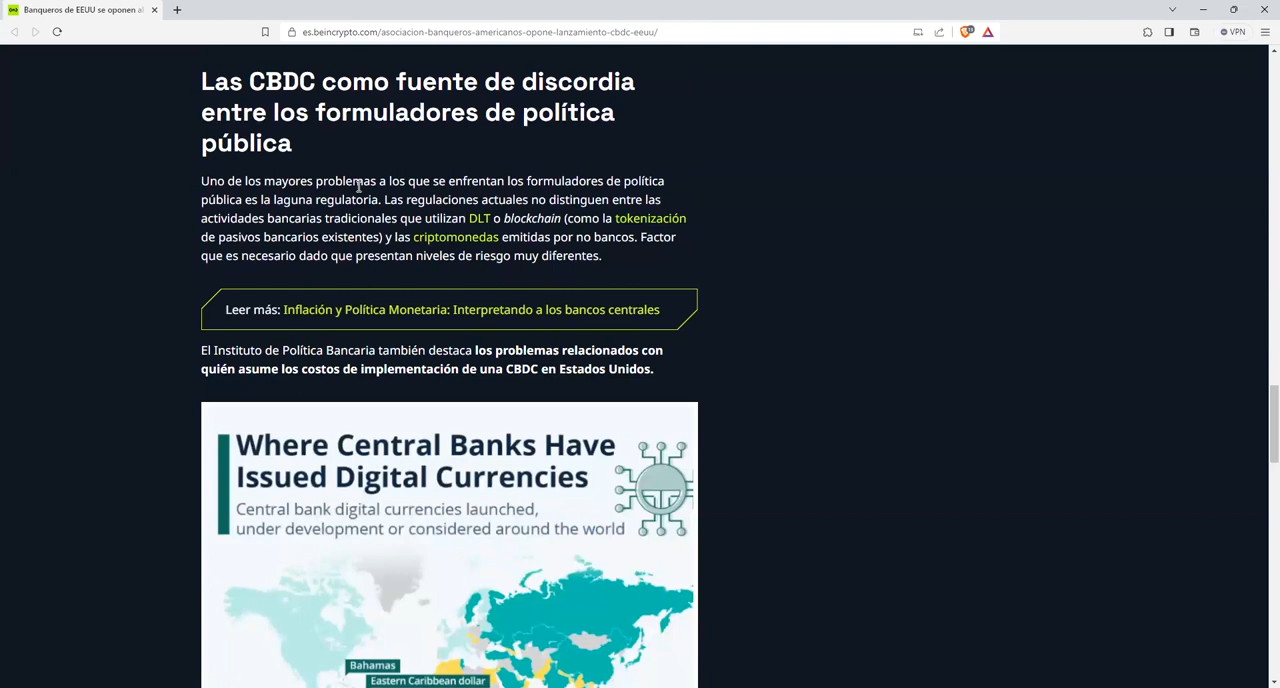 Banqueros de EEUU se oponen al
es.beincrypto.com/asociacion-banqueros-americanos-opone-lanzamiento-cbdc-eeuu/
VPN
Las CBDC como fuente de discordia
entre los formuladores de política
pública
Uno de los mayores problemas a los que se enfrentan los formuladores de política
pública es la laguna regulatoria. Las regulaciones actuales no distinguen entre las
actividades bancarias tradicionales que utilizan DLT o blockchain (como la tokenización
de pasivos bancarios existentes) y las criptomonedas emitidas por no bancos. Factor
que es necesario dado que presentan niveles de riesgo muy diferentes.
Leer más: Inflación y Política Monetaria: Interpretando a los bancos centrales
El Instituto de Política Bancaria también destaca los problemas relacionados con
quién asume los costos de implementación de una CBDC en Estados Unidos.
Where Central Banks Have
Issued Digital Currencies
Central bank digital currencies launched,
under development or considered around the world
Bahamas
Eastern Caribbean dollar